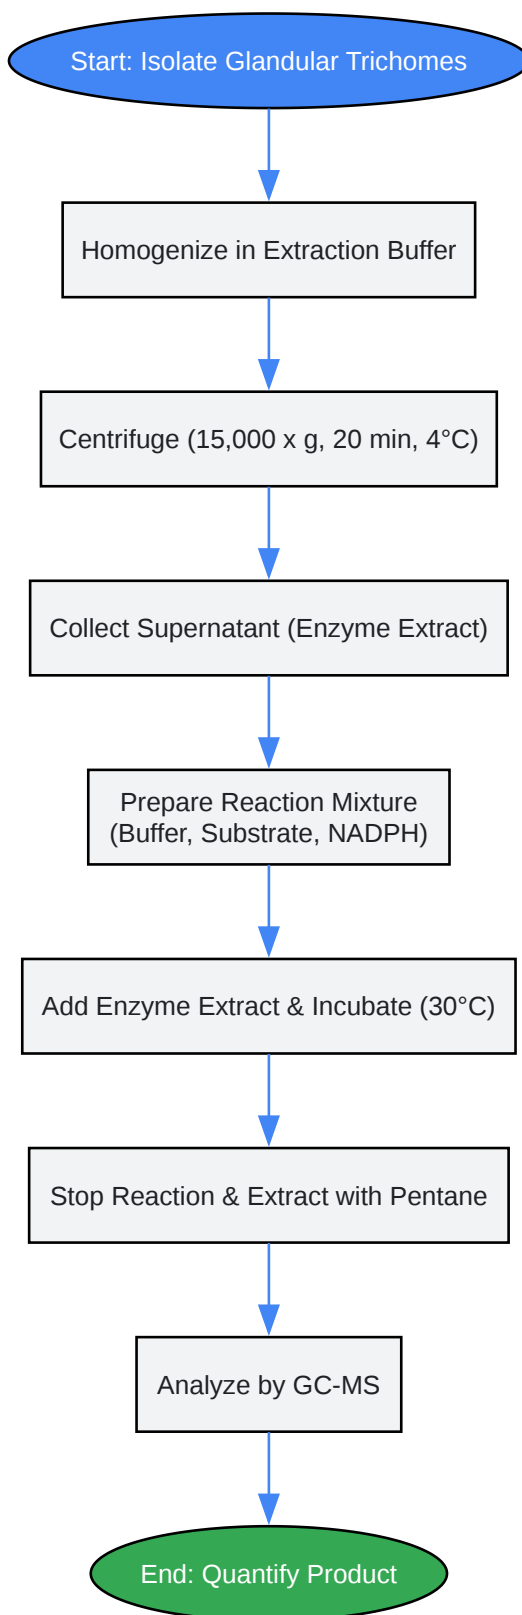 Start: Isolate Glandular Trichomes
Homogenize in Extraction Buffer
Centrifuge (15,000 x g, 20 min, 4°C)
Collect Supernatant (Enzyme Extract)
Prepare Reaction Mixture
(Buffer, Substrate, NADPH)
Add Enzyme Extract & Incubate (30°C)
Stop Reaction & Extract with Pentane
Analyze by GC-MS
End: Quantify Product